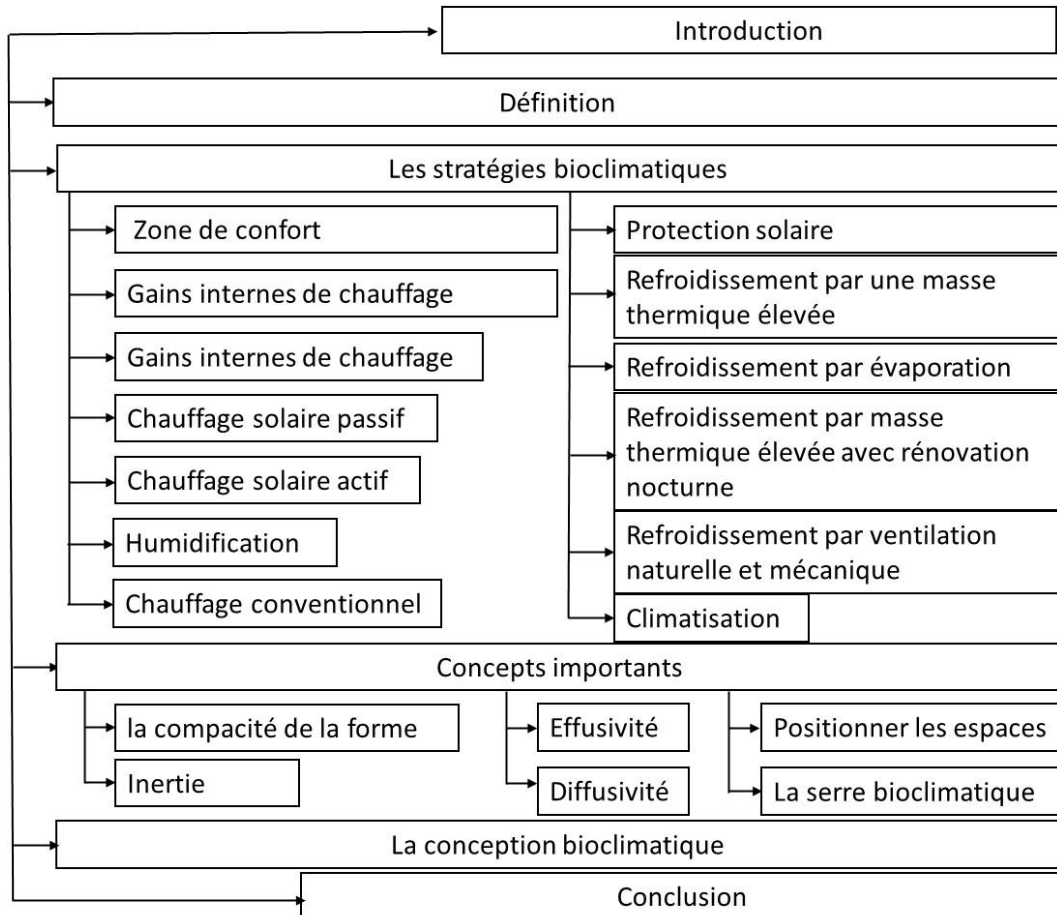 Introduction
Définition
Les stratégies bioclimatiques
Zone de confort
Gains internes de chauffage
Gains internes de chauffage
Chauffage solaire passif
Chauffage solaire actif
Humidification
Chauffage conventionnel
Protection solaire
Refroidissement par une masse
thermique élevée
Refroidissement par évaporation
Refroidissement par masse
thermique élevée avec rénovation
nocturne
Refroidissement par ventilation
naturelle et mécanique
Climatisation
Concepts importants
la compacité de la forme
Inertie
Effusivité
Diffusivité
Positionner les espaces
La serre bioclimatique
La conception bioclimatique
Conclusion